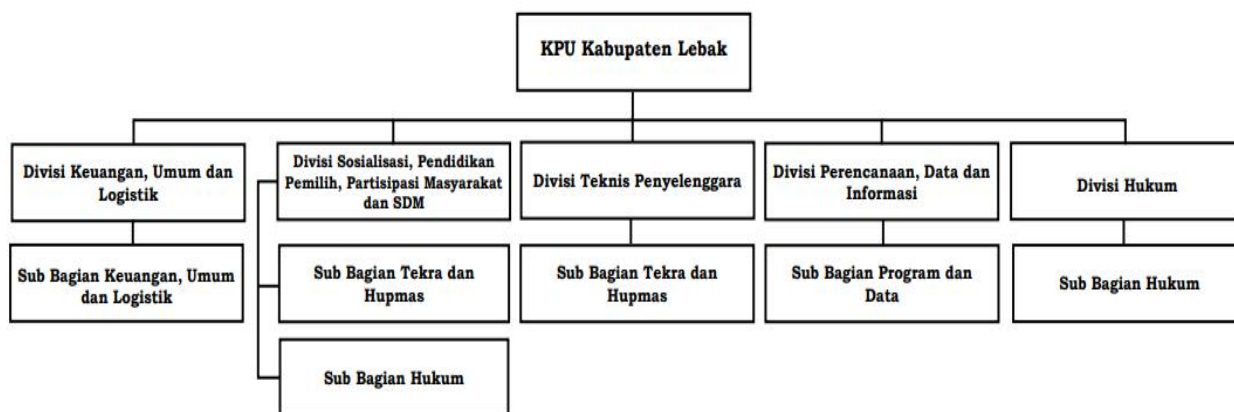 KPU Kabupaten Lebak
Divisi Keuangan, Umum dan
Logistik
Divisi Sosialisasi, Pendidikan
Pemilih, Partisipasi Masyarakat
dan SDM
Divisi Teknis Penyelenggara
Divisi Perencanaan, Data dan
Informasi
Divisi Hukum
Sub Bagian Keuangan, Umum
dan Logistik
Sub Bagian Tekra dan
Hupmas
Sub Bagian Tekra dan
Hupmas
Sub Bagian Program dan
Data
Sub Bagian Hukum
Sub Bagian Hukum